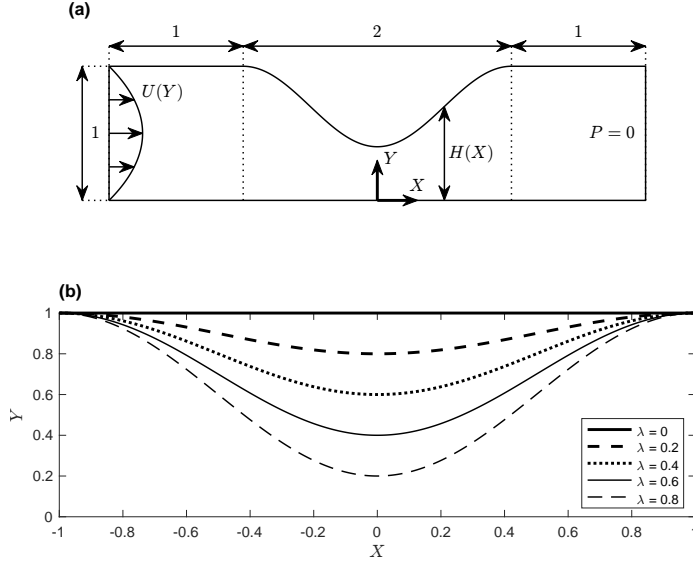 (a)
1 2 1
U(Y)
1
Y
H(X)
P = 0
X
(b)
1
0.8
0.6
0.4
0.2
0
Y
λ = 0
λ = 0.2
λ = 0.4
λ = 0.6
λ = 0.8
-1 -0.8 -0.6 -0.4 -0.2 0 0.2 0.4 0.6 0.8 1
X